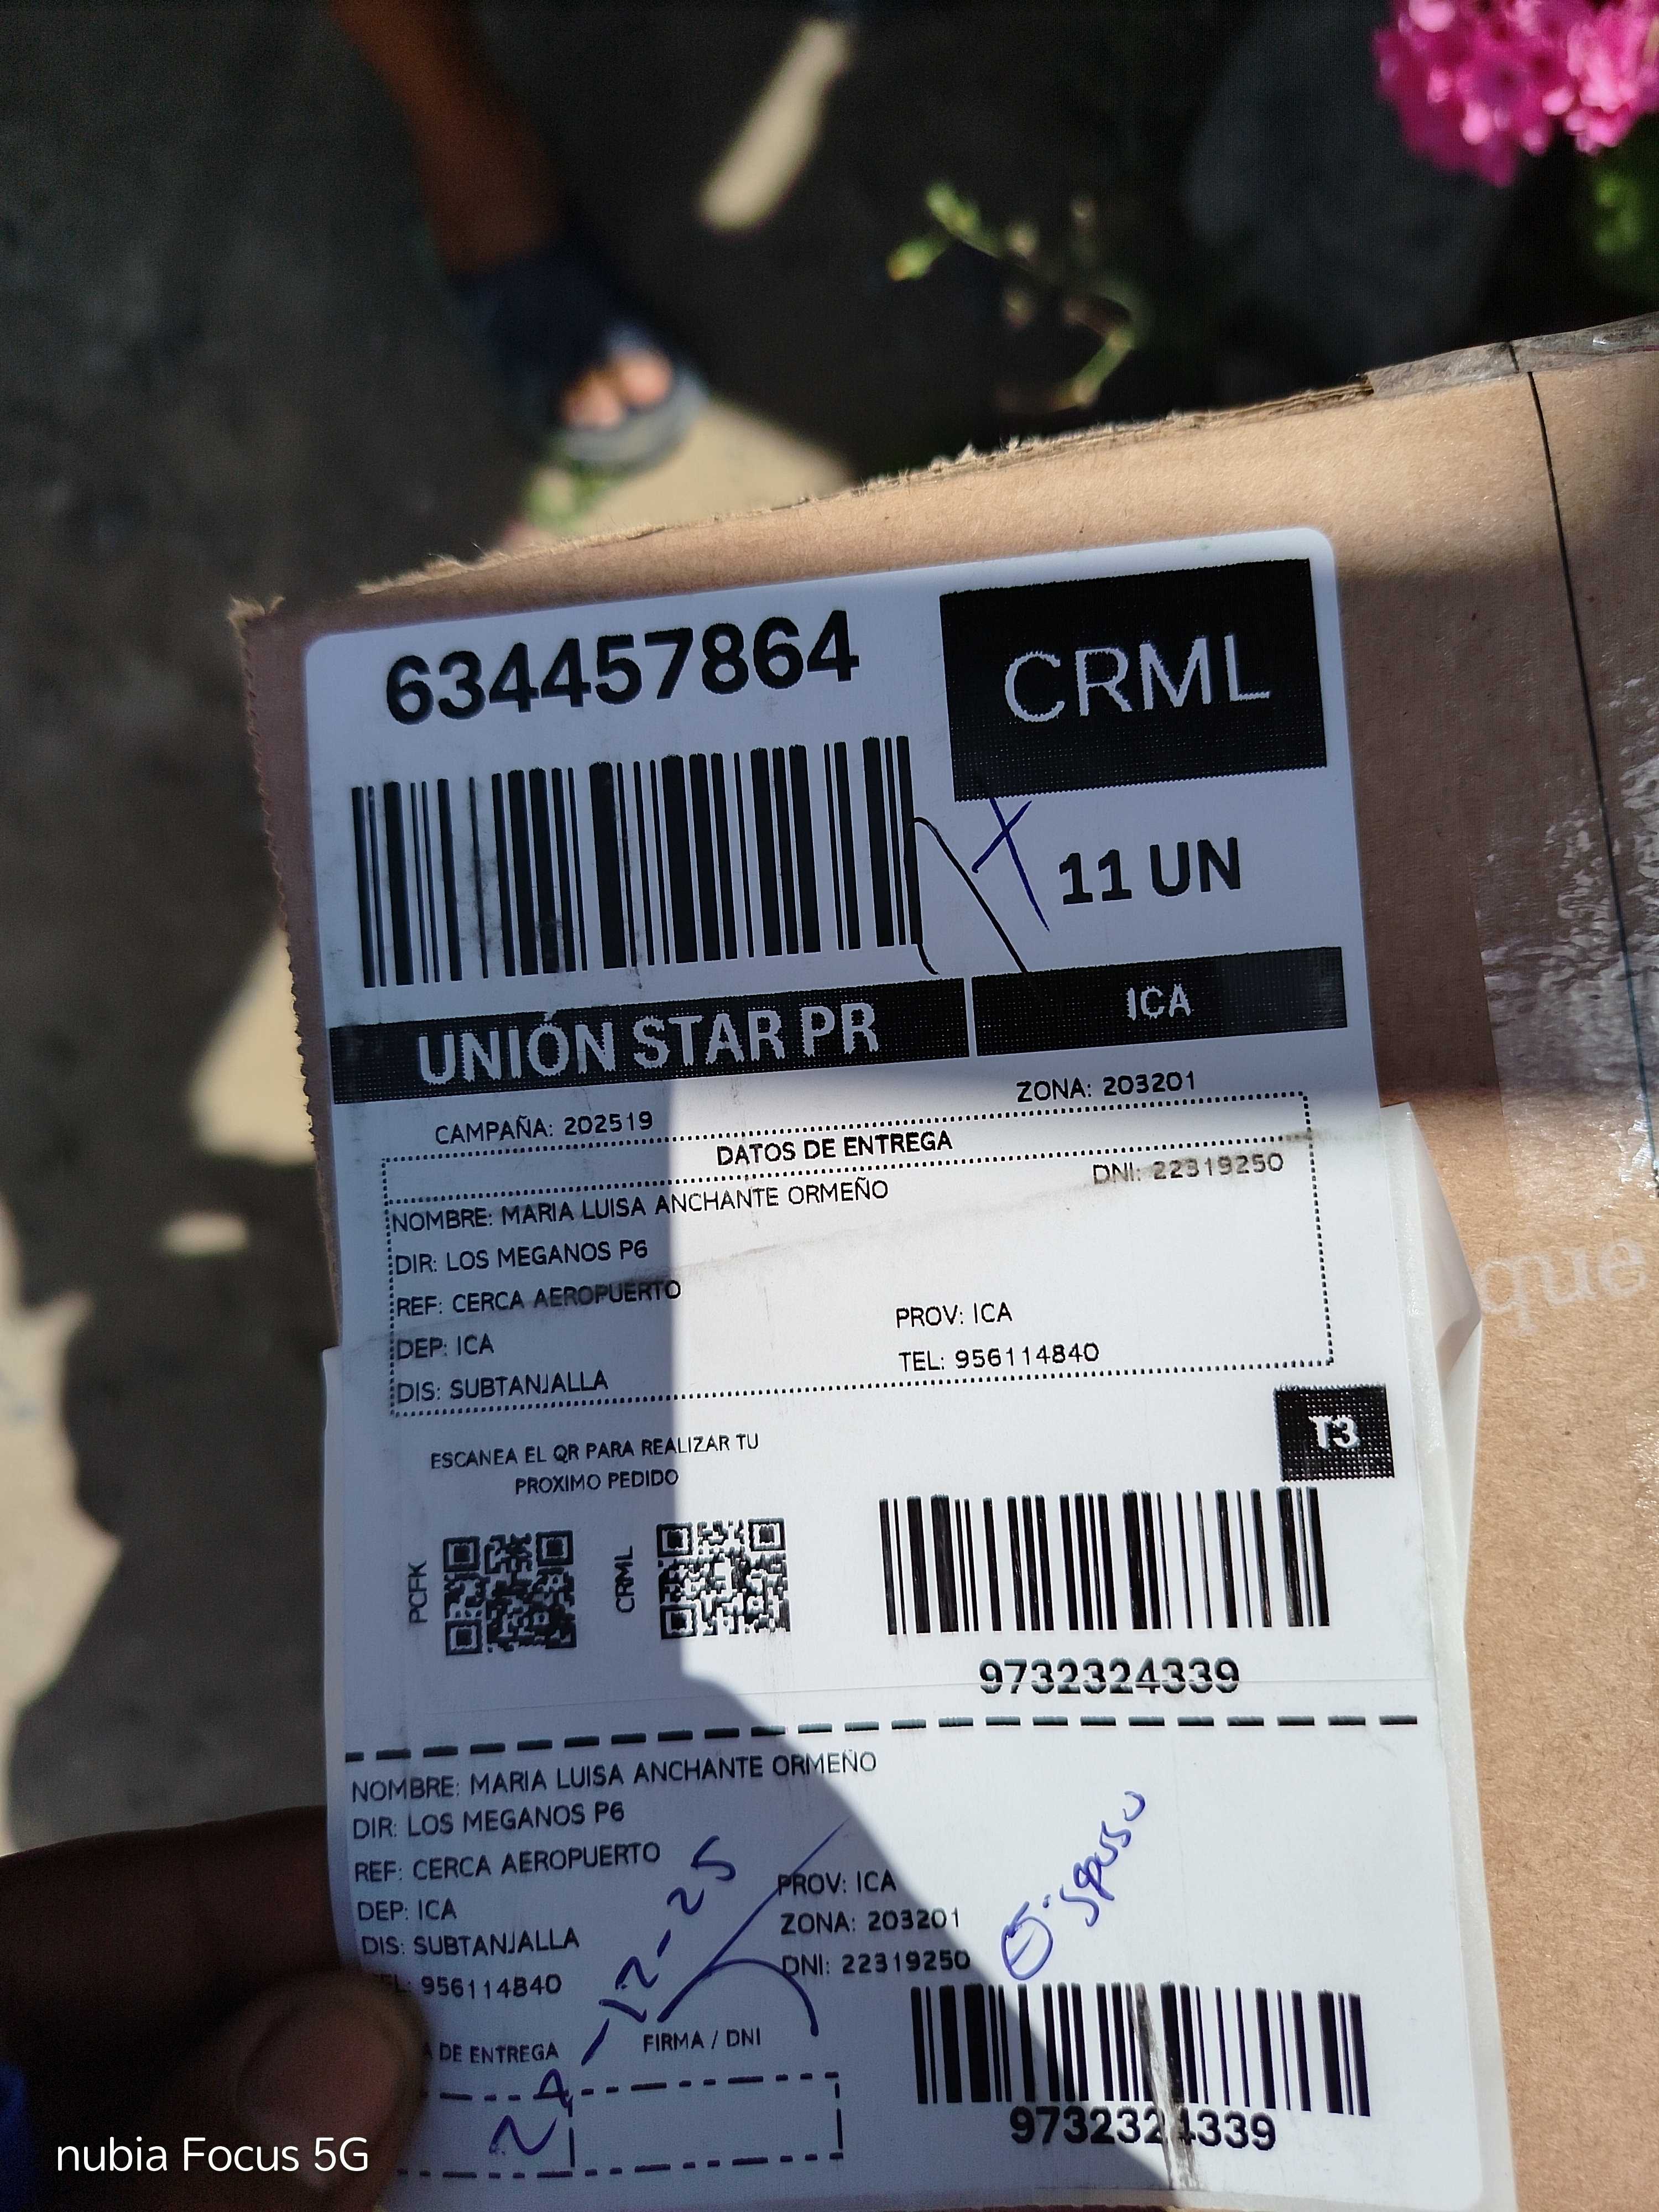 634457864
CRML
11 UN
UNIÓN STAR PR
ICA
CAMPAÑA: 202519
ZONA: 203201
DATOS DE ENTREGA
DNI: 22319250
NOMBRE: MARIA LUISA ANCHANTE ORMEÑO
DIR: LOS MEGANOS P6
REF: CERCA AEROPUERTO
DEP: ICA
PROV: ICA
DIS: SUBTANJALLA
TEL: 956114840
T3
ESCANEA EL QR PARA REALIZAR TU
PROXIMO PEDIDO
PCFK
CRML
9732324339
NOMBRE: MARIA LUISA ANCHANTE ORMEÑO
DIR: LOS MEGANOS P6
REF: CERCA AEROPUERTO
DEP: ICA
PROV: ICA
DIS: SUBTANJALLA
ZONA: 203201
956114840
DNI: 22319250
DE ENTREGA
FIRMA / DNI
12-25
9732324339
que
nubia Focus 5G